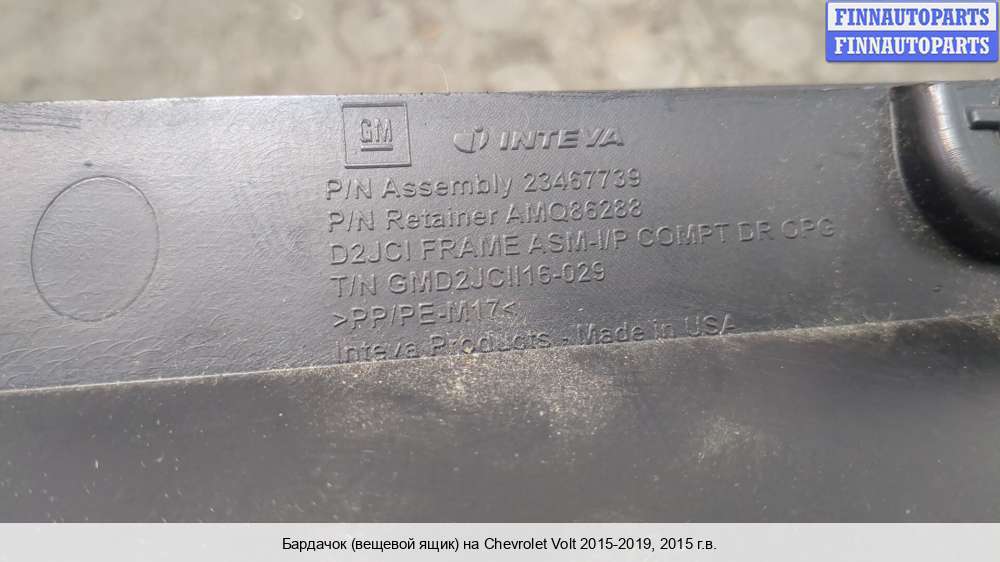 FINNAUTOPARTS
FINNAUTOPARTS
GM INTEVA
P/N Assembly 23467739
P/N Retainer AMQ86288
D2JCI FRAME ASM-I/P COMPT DR OPG
T/N GMD2JCII16-029
>PP/PE-M17<
Inteva Products - Made in USA
Бардачок (вещевой ящик) на Chevrolet Volt 2015-2019, 2015 г.в.